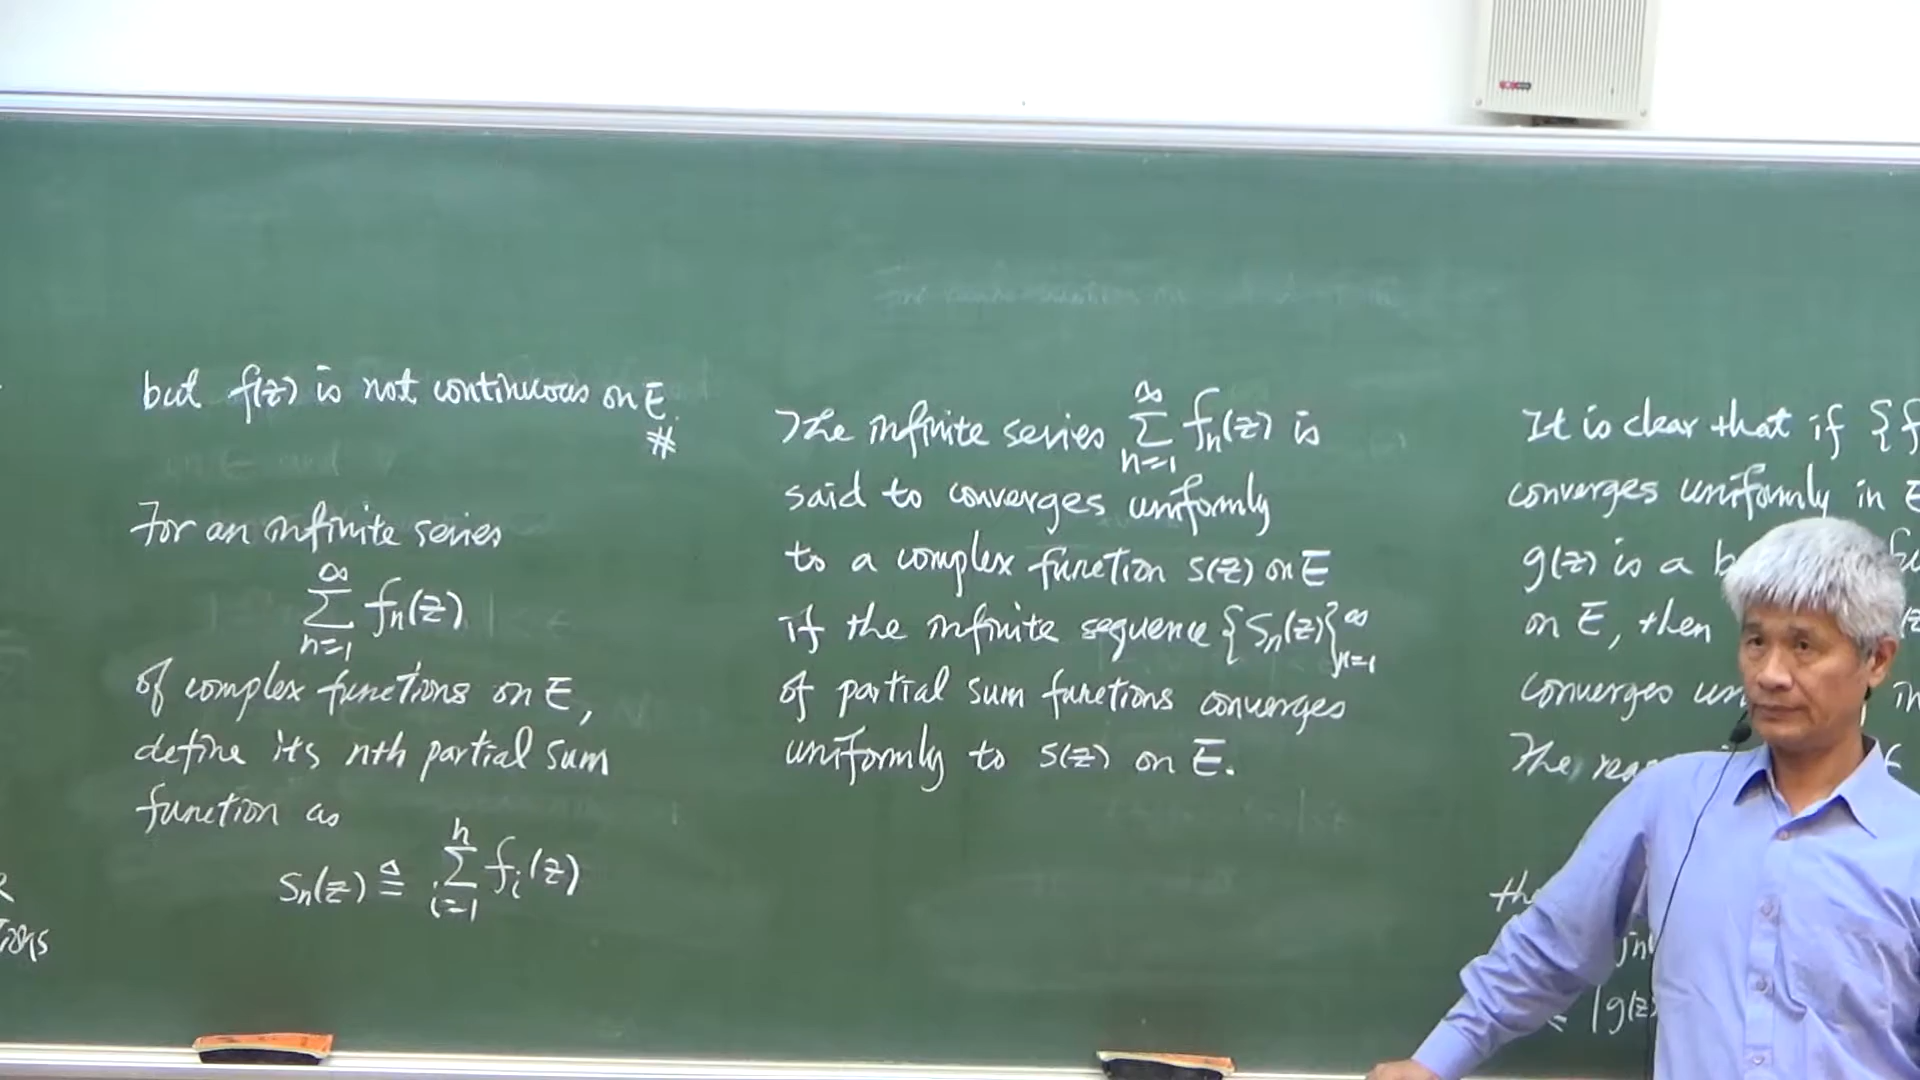 but f(z) is not continuous on E.
#
For an infinite series
∞
∑ fn(z)
n=1
of complex functions on E,
define its nth partial sum
function as
n
Sn(z) ≜ ∑ fi(z)
i=1
The infinite series ∑ fn(z) is
∞
n=1
said to converges uniformly
to a complex function s(z) on E
if the infinite sequence {Sn(z)}∞n=1
of partial sum functions converges
uniformly to s(z) on E.
It is clear that if {f
converges uniformly in E
g(z) is a b
on E, then
converges un
in
The
th
|g(z)